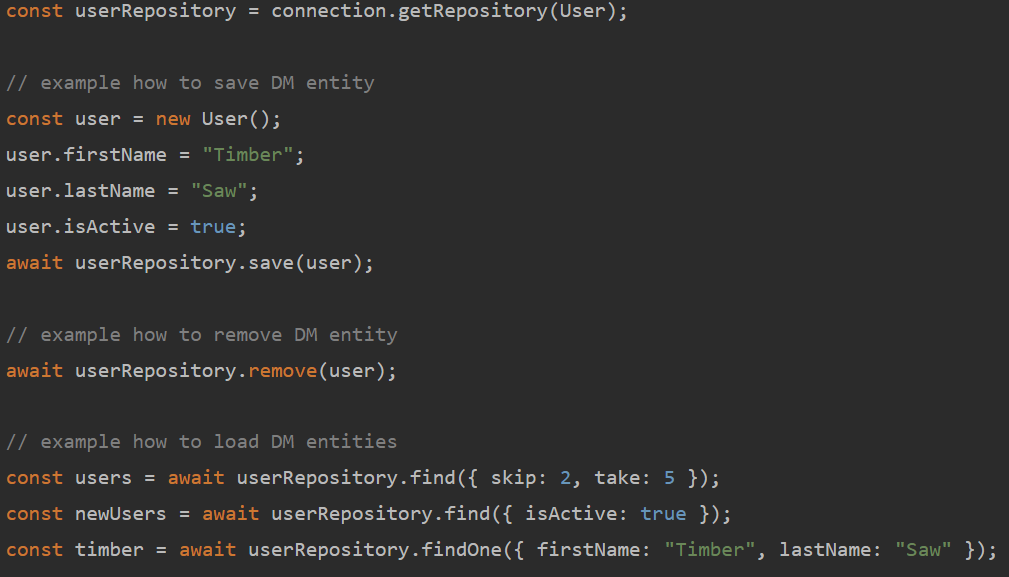 const userRepository = connection.getRepository(User);
// example how to save DM entity
const user = new User();
user.firstName = "Timber";
user.lastName = "Saw";
user.isActive = true;
await userRepository.save(user);
// example how to remove DM entity
await userRepository.remove(user);
// example how to load DM entities
const users = await userRepository.find({ skip: 2, take: 5 });
const newUsers = await userRepository.find({ isActive: true });
const timber = await userRepository.findOne({ firstName: "Timber", lastName: "Saw" });